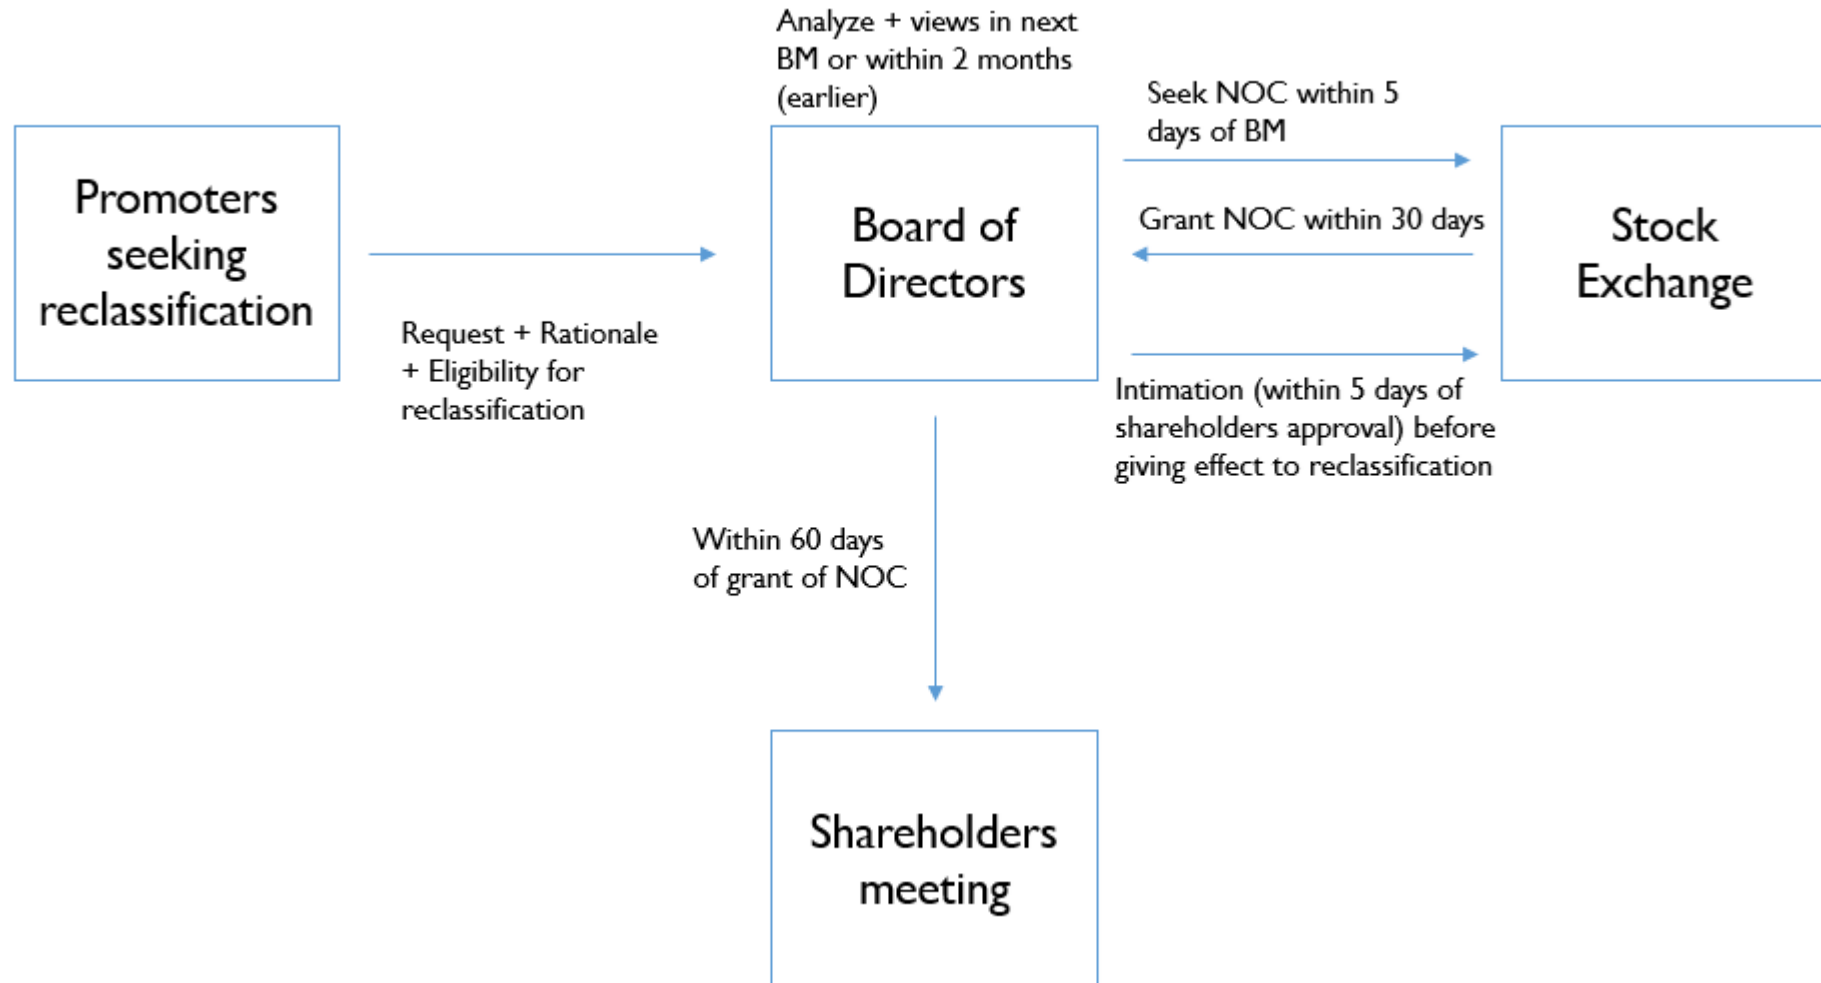 Analyze + views in next
BM or within 2 months
(earlier)
Seek NOC within 5
days of BM
Promoters
seeking
reclassification
Board of
Directors
Grant NOC within 30 days
Stock
Exchange
Request + Rationale
+ Eligibility for
reclassification
Intimation (within 5 days of
shareholders approval) before
giving effect to reclassification
Within 60 days
of grant of NOC
Shareholders
meeting